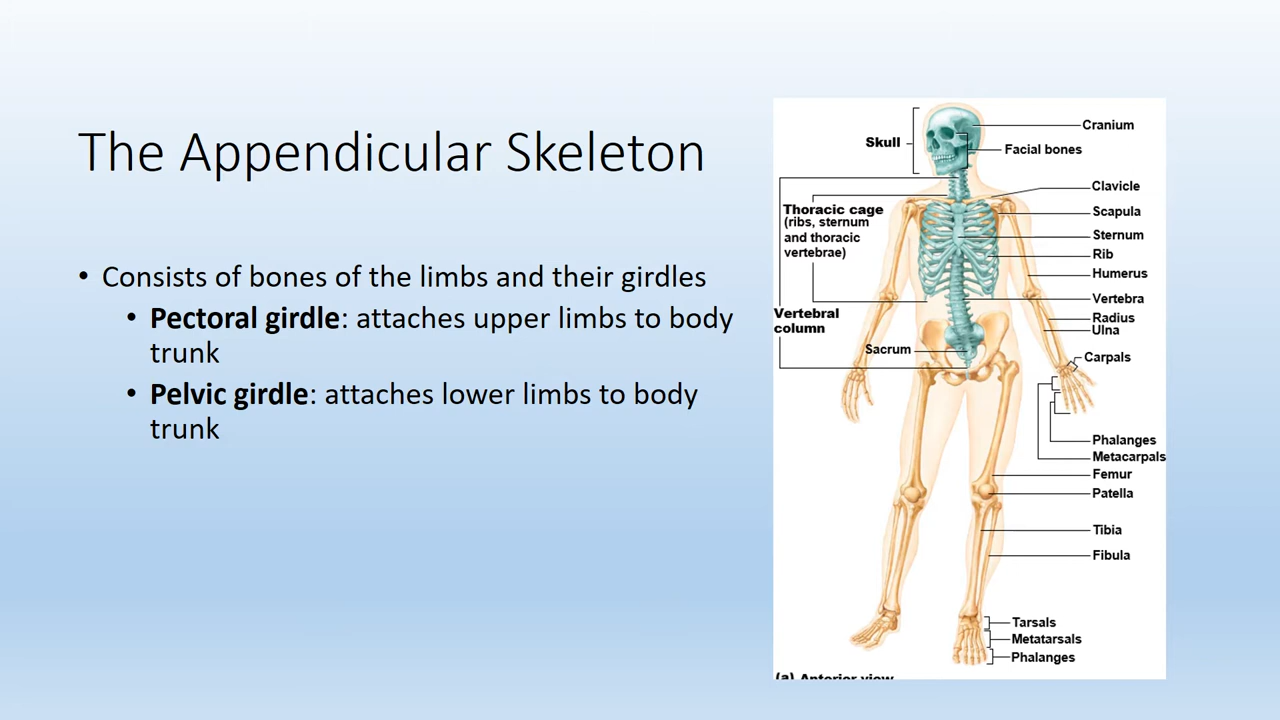 The Appendicular Skeleton
• Consists of bones of the limbs and their girdles
• Pectoral girdle: attaches upper limbs to body
trunk
• Pelvic girdle: attaches lower limbs to body
trunk
Skull
Cranium
Facial bones
Clavicle
Thoracic cage
(ribs, sternum
and thoracic
vertebrae)
Scapula
Sternum
Rib
Humerus
Vertebra
Vertebral
column
Radius
Ulna
Sacrum
Carpals
Phalanges
Metacarpals
Femur
Patella
Tibia
Fibula
Tarsals
Metatarsals
Phalanges
(a) Anterior view